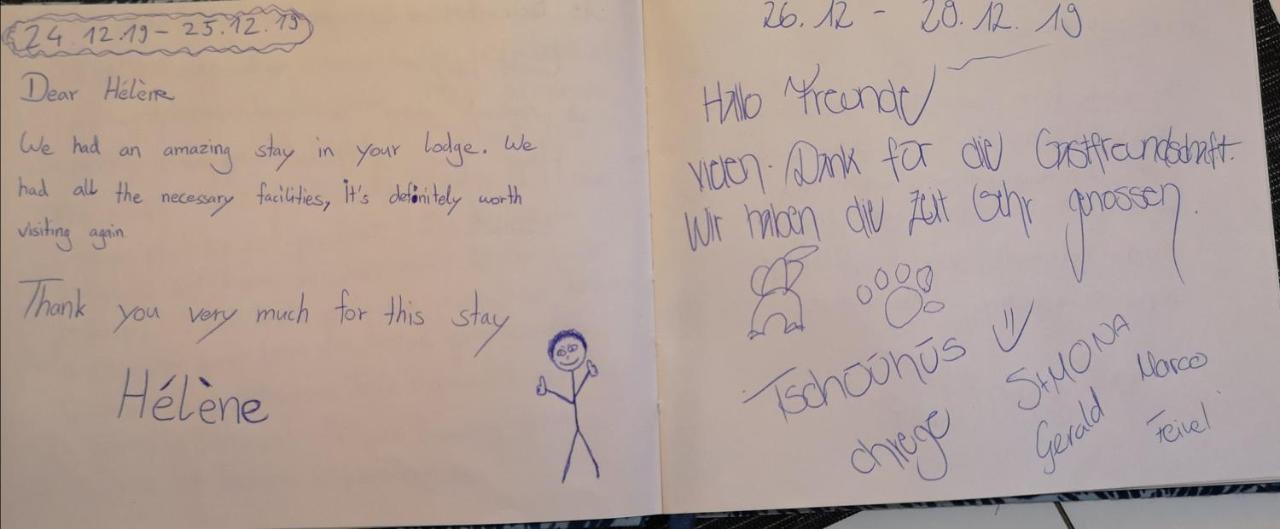 24.12.19 - 25.12.19
Dear Hélène
We had an amazing stay in your lodge. We
had all the necessary facilities, it's definitely worth
visiting again
Thank you very much for this stay
Hélène
26.12 - 28.12.19
Hallo Freunde
vielen Dank für die Gastfreundschaft.
Wir haben die Zeit sehr genossen.
Tschoúhüs
SIMONA
Marco
chrege
Gerald
Feivel